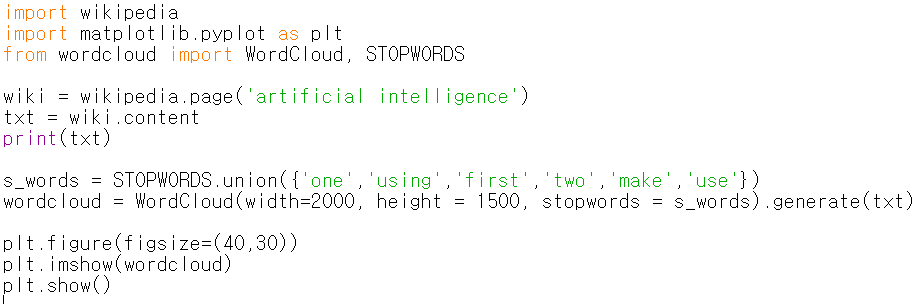 import wikipedia
import matplotlib.pyplot as plt
from wordcloud import WordCloud, STOPWORDS

wiki = wikipedia.page('artificial intelligence')
txt = wiki.content
print(txt)

s_words = STOPWORDS.union({'one','using','first','two','make','use'})
wordcloud = WordCloud(width=2000, height = 1500, stopwords = s_words).generate(txt)

plt.figure(figsize=(40,30))
plt.imshow(wordcloud)
plt.show()